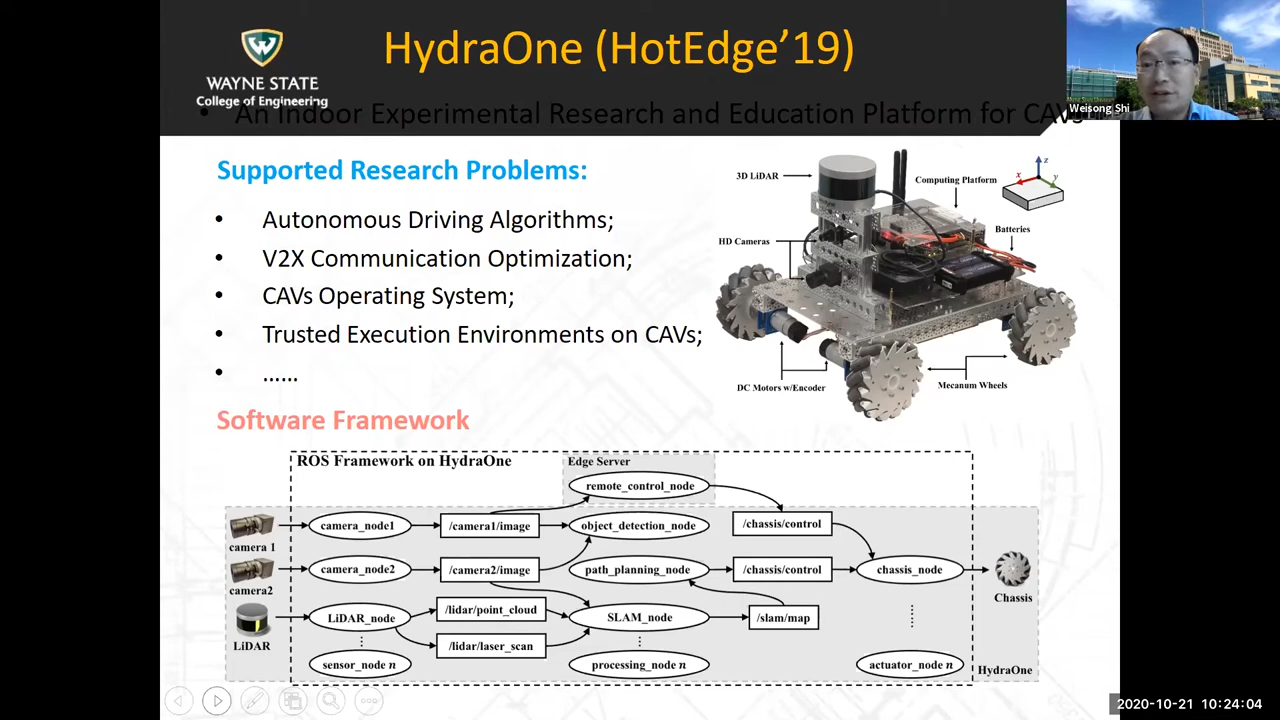 HydraOne (HotEdge’19)
WAYNE STATE
College of Engineering
• An Indoor Experimental Research and Education Platform for CAVs
Weisong Shi
Supported Research Problems:
• Autonomous Driving Algorithms;
• V2X Communication Optimization;
• CAVs Operating System;
• Trusted Execution Environments on CAVs;
• ……
3D LiDAR
Computing Platform
z
x
y
HD Cameras
Batteries
DC Motors w/Encoder
Mecanum Wheels
Software Framework
ROS Framework on HydraOne
Edge Server
remote_control_node
camera_node1
/camera1/image
object_detection_node
/chassis/control
camera 1
camera_node2
/camera2/image
path_planning_node
/chassis/control
chassis_node
camera2
Chassis
LiDAR_node
/lidar/point_cloud
SLAM_node
/slam/map
LiDAR
/lidar/laser_scan
sensor_node n
processing_node n
actuator_node n
HydraOne
2020-10-21 10:24:04